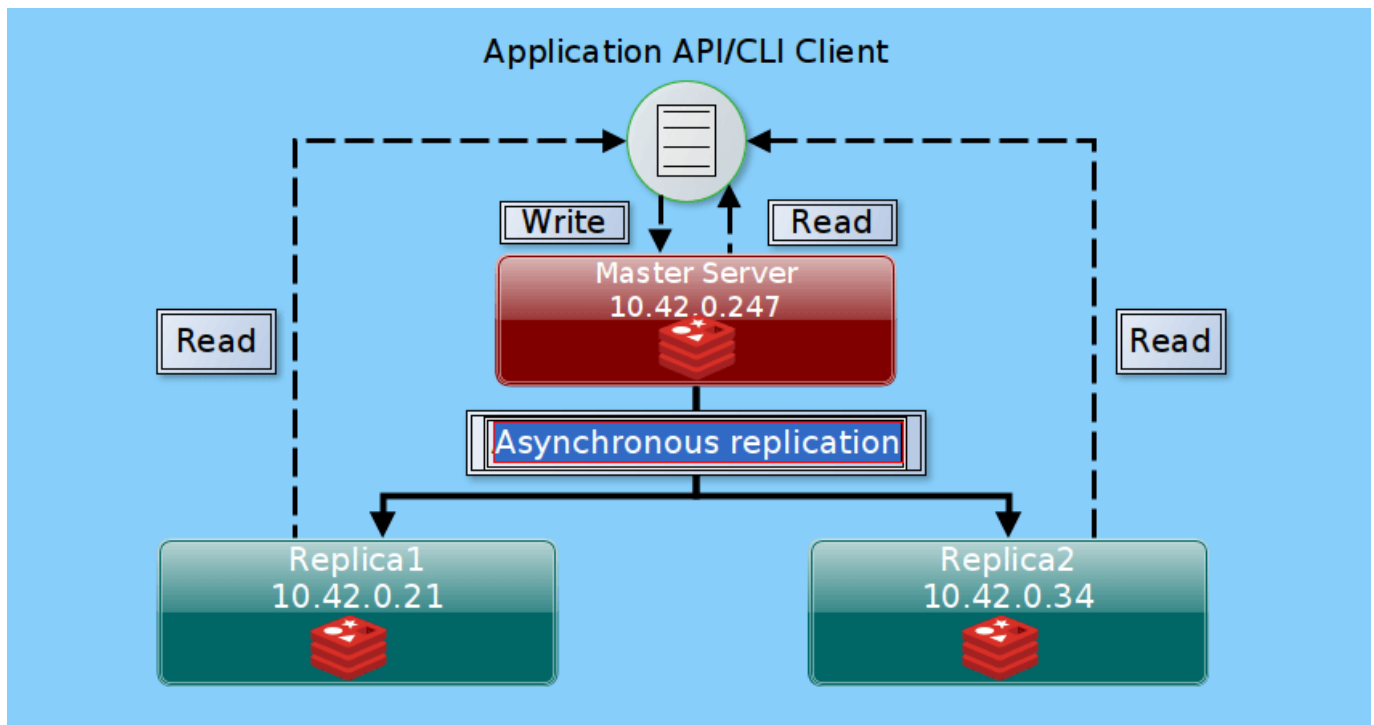 Application API/CLI Client
Write
Read
Master Server
10.42.0.247
Read
Read
Asynchronous replication
Replica1
10.42.0.21
Replica2
10.42.0.34